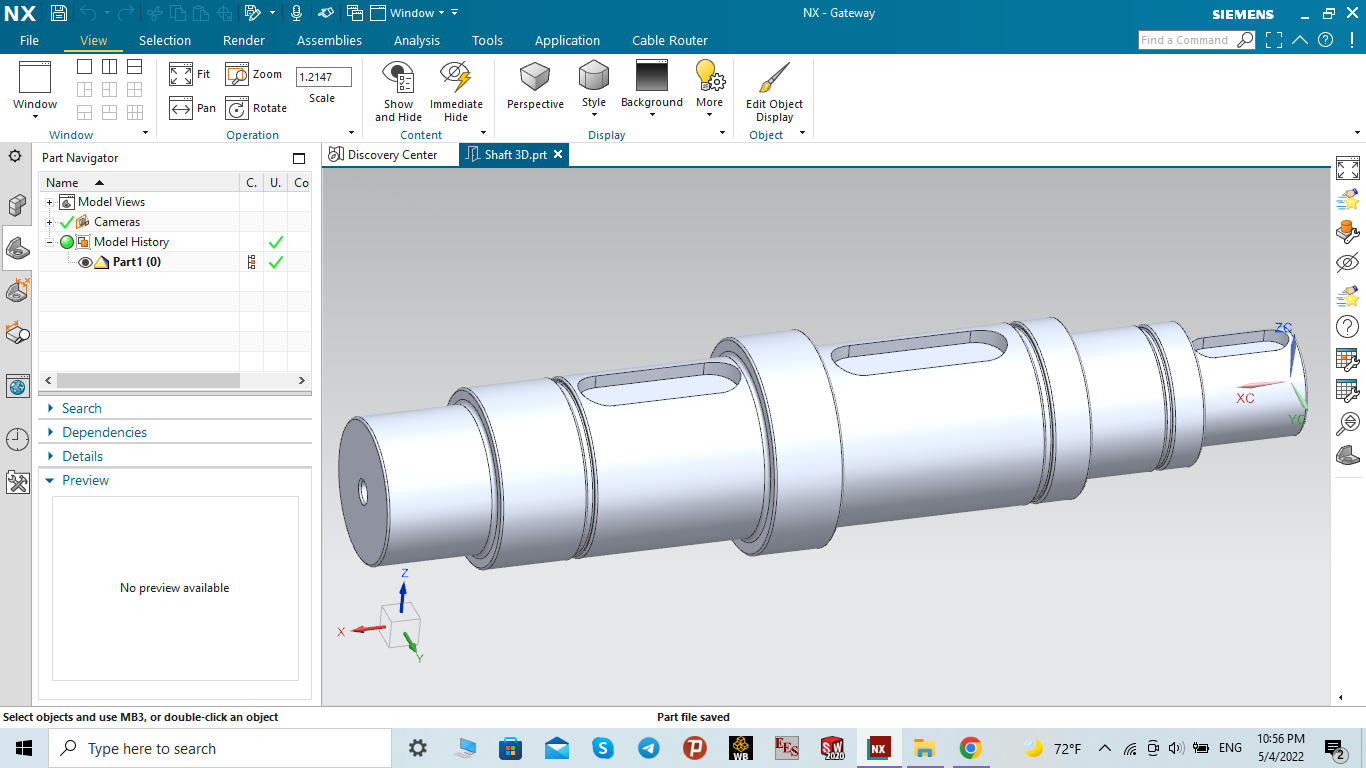 NX
Window
NX - Gateway
SIEMENS
File View Selection Render Assemblies Analysis Tools Application Cable Router
Find a Command
Window
Fit
Pan
Zoom
Rotate
1.2147
Scale
Show
and Hide
Immediate
Hide
Perspective
Style
Background
More
Edit Object
Display
Window
Operation
Content
Display
Object
Part Navigator
Discovery Center
Shaft 3D.prt
Name C. U. Co
Model Views
Cameras
Model History
Part1 (0)
Search
Dependencies
Details
Preview
No preview available
ZC
XC
YC
Z
X
Y
Select objects and use MB3, or double-click an object
Part file saved
Type here to search
WB
EES
SW
2020
NX
72°F
ENG
10:56 PM
5/4/2022
2